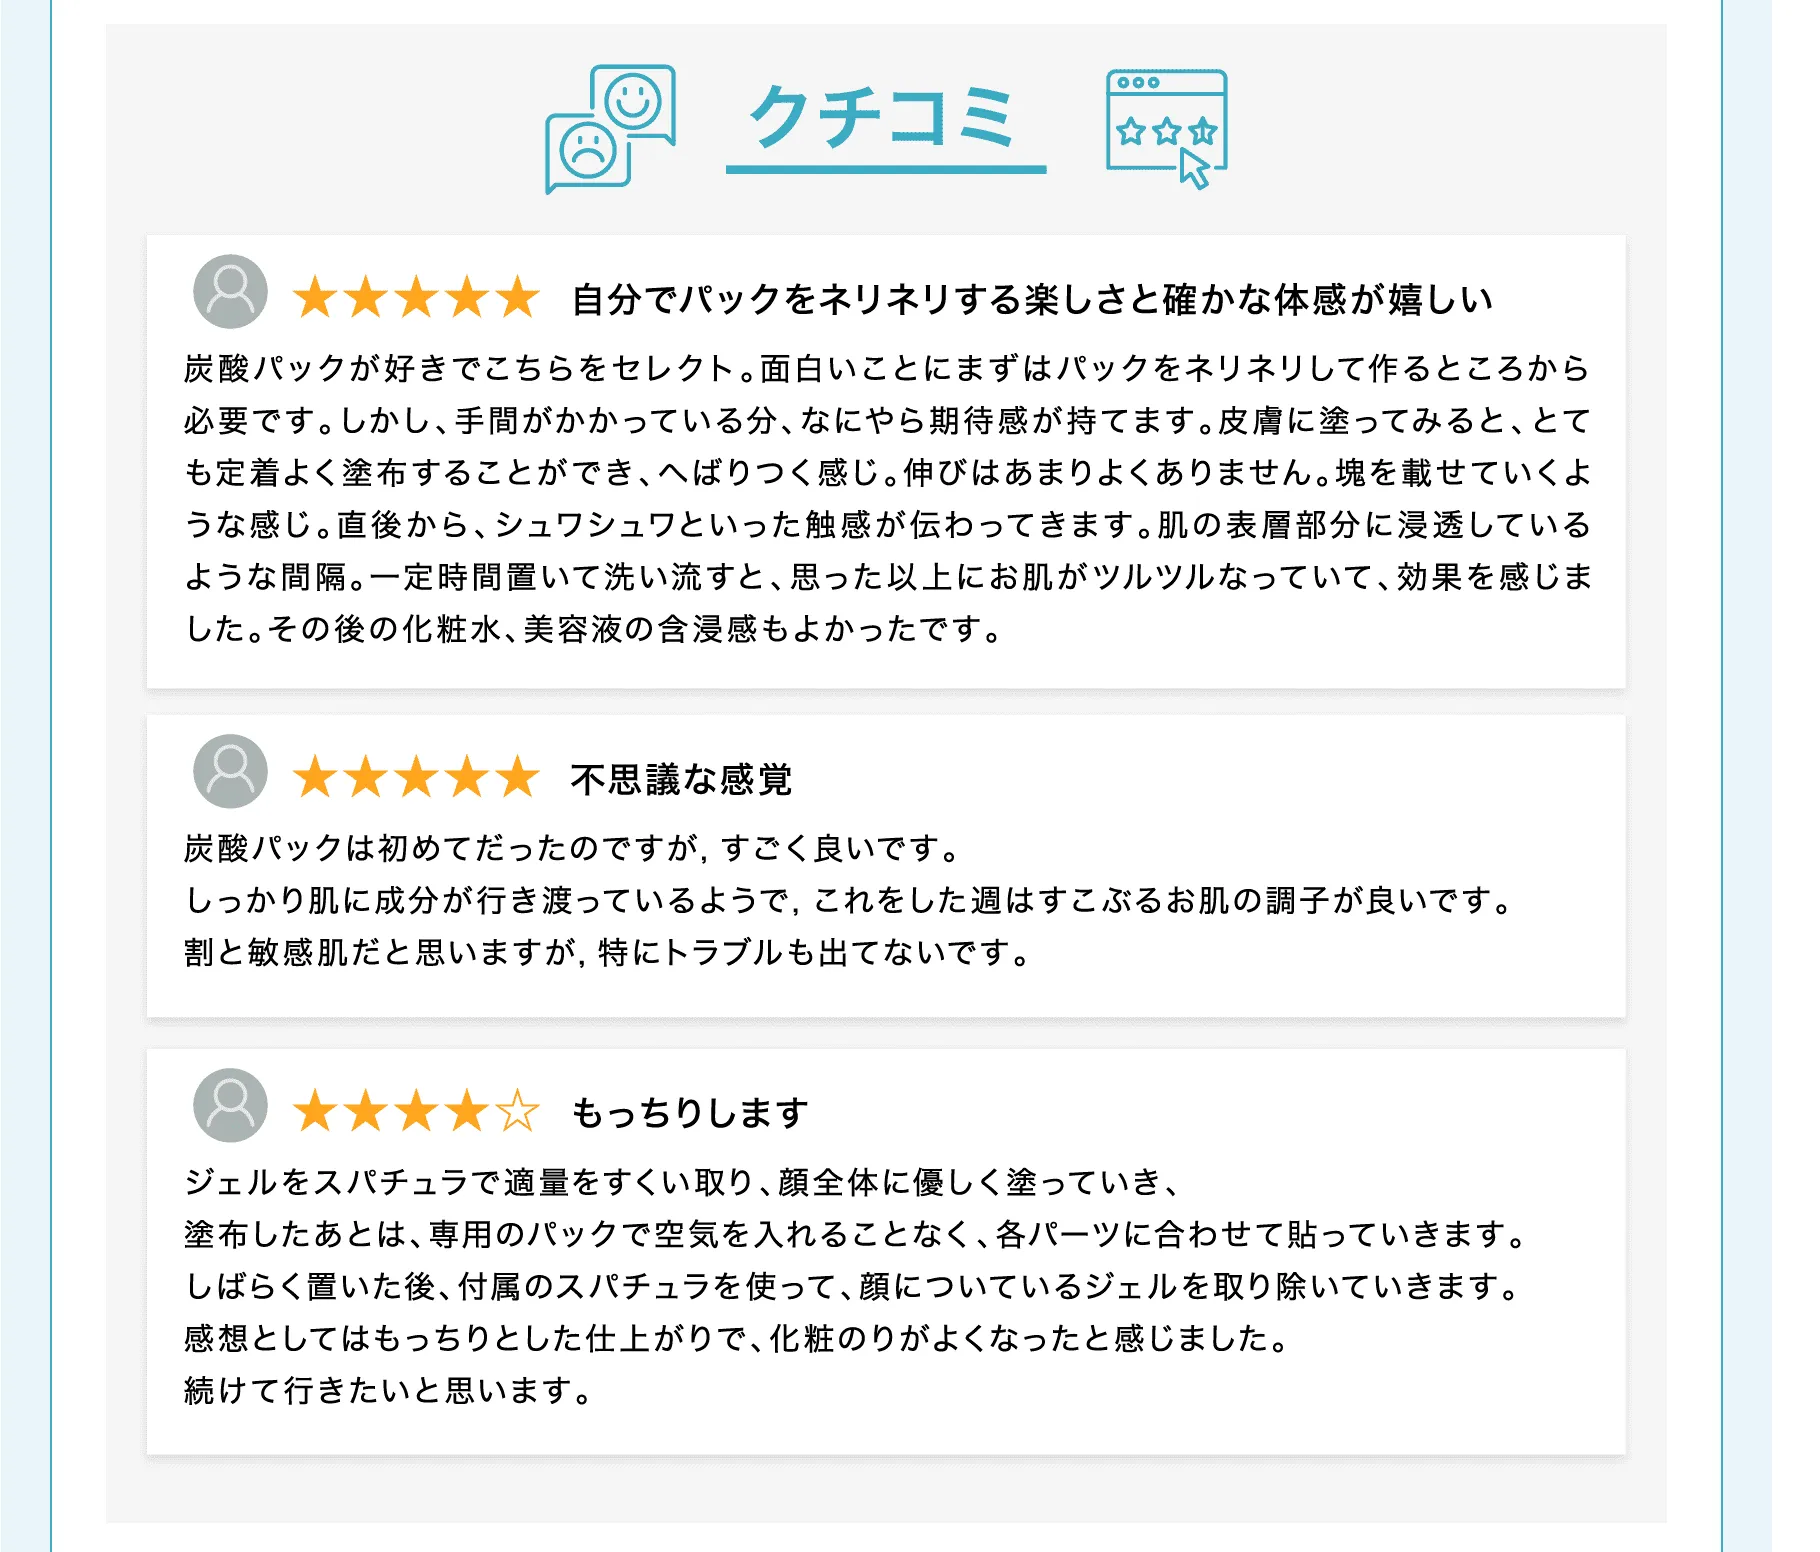 クチコミ
★★★★★ 自分でパックをネリネリする楽しさと確かな体感が嬉しい
炭酸パックが好きでこちらをセレクト。面白いことにまずはパックをネリネリして作るところから
必要です。しかし、手間がかかっている分、なにやら期待感が持てます。皮膚に塗ってみると、とて
も定着よく塗布することができ、へばりつく感じ。伸びはあまりよくありません。塊を載せていくよ
うな感じ。直後から、シュワシュワといった触感が伝わってきます。肌の表層部分に浸透している
ような間隔。一定時間置いて洗い流すと、思った以上にお肌がツルツルなっていて、効果を感じま
した。その後の化粧水、美容液の含浸感もよかったです。
★★★★★ 不思議な感覚
炭酸パックは初めてだったのですが, すごく良いです。
しっかり肌に成分が行き渡っているようで, これをした週はすこぶるお肌の調子が良いです。
割と敏感肌だと思いますが, 特にトラブルも出てないです。
★★★★☆ もっちりします
ジェルをスパチュラで適量をすくい取り、顔全体に優しく塗っていき、
塗布したあとは、専用のパックで空気を入れることなく、各パーツに合わせて貼っていきます。
しばらく置いた後、付属のスパチュラを使って、顔についているジェルを取り除いていきます。
感想としてはもっちりとした仕上がりで、化粧のりがよくなったと感じました。
続けて行きたいと思います。